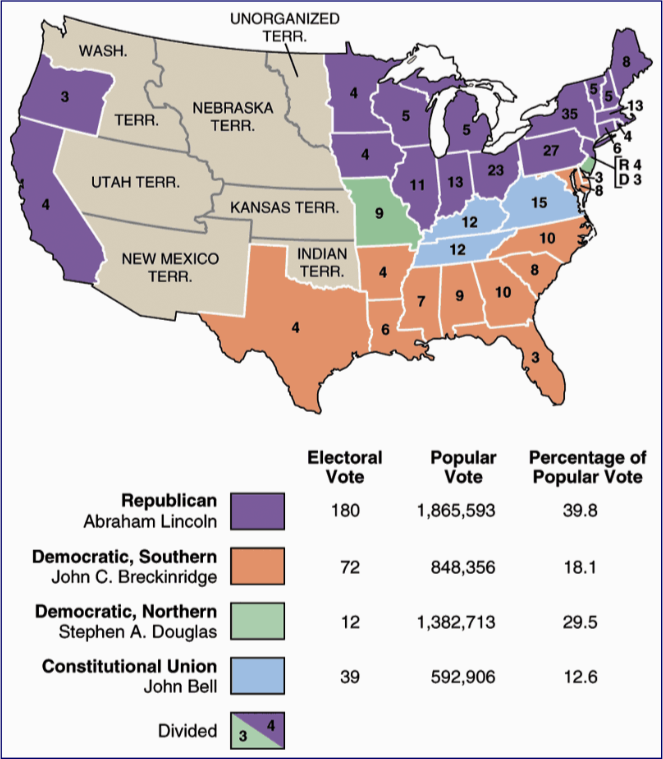 UNORGANIZED
TERR.
WASH.
TERR.
NEBRASKA
TERR.
UTAH TERR.
KANSAS TERR.
NEW MEXICO
TERR.
INDIAN
TERR.
3
4
4
4
5
5
11
13
23
27
35
5
5
8
13
4
6
R 4
D 3
3
8
9
12
15
12
10
4
8
7
9
10
4
6
3
Electoral Vote Popular Vote Percentage of Popular Vote
Republican
Abraham Lincoln 180 1,865,593 39.8
Democratic, Southern
John C. Breckinridge 72 848,356 18.1
Democratic, Northern
Stephen A. Douglas 12 1,382,713 29.5
Constitutional Union
John Bell 39 592,906 12.6
Divided 3 4